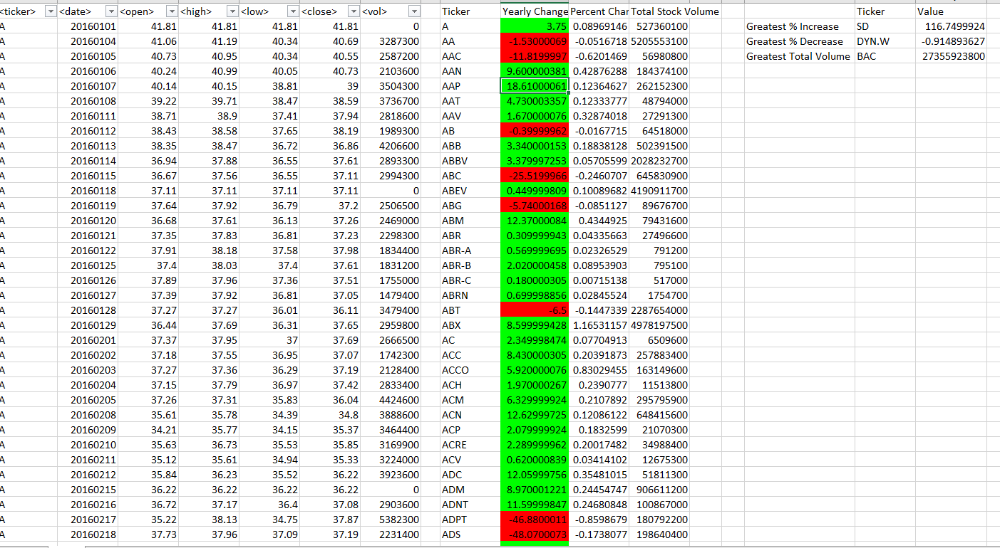 <ticker> <date> <open> <high> <low> <close> <vol> Ticker Yearly Change Percent Char Total Stock Volume Ticker Value
A 20160101 41.81 41.81 41.81 41.81 0 A 3.75 0.08969146 527360100 Greatest % Increase SD 116.7499924
A 20160104 41.06 41.19 40.34 40.69 3287300 AA -1.53000069 -0.0516718 5205553100 Greatest % Decrease DYN.W -0.914893627
A 20160105 40.73 40.95 40.34 40.55 2587200 AAC -11.8199997 -0.6201469 56980800 Greatest Total Volume BAC 27355923800
A 20160106 40.24 40.99 40.05 40.73 2103600 AAN 9.600000381 0.42876288 184374100
A 20160107 40.14 40.15 38.81 39 3504300 AAP 18.61000061 0.12364627 262152300
A 20160108 39.22 39.71 38.47 38.59 3736700 AAT 4.730003357 0.12333777 48794000
A 20160111 38.71 38.9 37.41 37.94 2818600 AAV 1.670000076 0.32874018 27291300
A 20160112 38.43 38.58 37.65 38.19 1989300 AB -0.39999962 -0.0167715 64518000
A 20160113 38.35 38.47 36.72 36.86 4206600 ABB 3.340000153 0.18838128 502391500
A 20160114 36.94 37.88 36.55 37.61 2893300 ABBV 3.379997253 0.05705599 2028232700
A 20160115 36.67 37.56 36.55 37.11 2994300 ABC -25.5199966 -0.2460707 645830900
A 20160118 37.11 37.11 37.11 37.11 0 ABEV 0.449999809 0.10089682 4190911700
A 20160119 37.64 37.92 36.79 37.2 2506500 ABG -5.74000168 -0.0851127 89676700
A 20160120 36.68 37.61 36.13 37.26 2469000 ABM 12.37000084 0.4344925 79431600
A 20160121 37.35 37.83 36.81 37.23 2298300 ABR 0.309999943 0.04335663 27496600
A 20160122 37.91 38.18 37.58 37.98 1834400 ABR-A 0.569999695 0.02326529 791200
A 20160125 37.4 38.03 37.4 37.61 1831200 ABR-B 2.020000458 0.08953903 795100
A 20160126 37.89 37.96 37.36 37.51 1755000 ABR-C 0.180000305 0.00715138 517000
A 20160127 37.39 37.92 36.81 37.05 1479400 ABRN 0.699998856 0.02845524 1754700
A 20160128 37.27 37.27 36.01 36.11 3479400 ABT -6.5 -0.1447339 2287654000
A 20160129 36.44 37.69 36.31 37.65 2959800 ABX 8.599999428 1.16531157 4978197500
A 20160201 37.37 37.95 37 37.69 2666500 AC 2.349998474 0.07704913 6509600
A 20160202 37.18 37.55 36.95 37.07 1742300 ACC 8.430000305 0.20391873 257883400
A 20160203 37.27 37.36 36.29 37.19 2128400 ACCO 5.920000076 0.83029455 163149600
A 20160204 37.15 37.79 36.97 37.42 2833400 ACH 1.970000267 0.2390777 11513800
A 20160205 37.26 37.31 35.83 36.04 4424600 ACM 6.329999924 0.2107892 295795900
A 20160208 35.61 35.78 34.39 34.8 3888600 ACN 12.62999725 0.12086122 648415600
A 20160209 34.21 35.77 34.15 35.37 3464400 ACP 2.079999924 0.1832599 21070300
A 20160210 35.63 36.73 35.53 35.85 3169900 ACRE 2.289999962 0.20017482 34988400
A 20160211 35.12 35.61 34.94 35.33 3224000 ACV 0.620000839 0.03414102 12675300
A 20160212 35.84 36.23 35.52 36.22 3923600 ADC 12.05999756 0.35481015 51811300
A 20160215 36.22 36.22 36.22 36.22 0 ADM 8.970001221 0.24454747 906611200
A 20160216 36.72 37.17 36.4 37.08 2903600 ADNT 11.59999847 0.24680848 100867000
A 20160217 35.22 38.13 34.75 37.87 5382300 ADPT -46.8800011 -0.8598679 180792200
A 20160218 37.73 37.96 37.09 37.19 2231400 ADS -48.0700073 -0.1738077 198640400